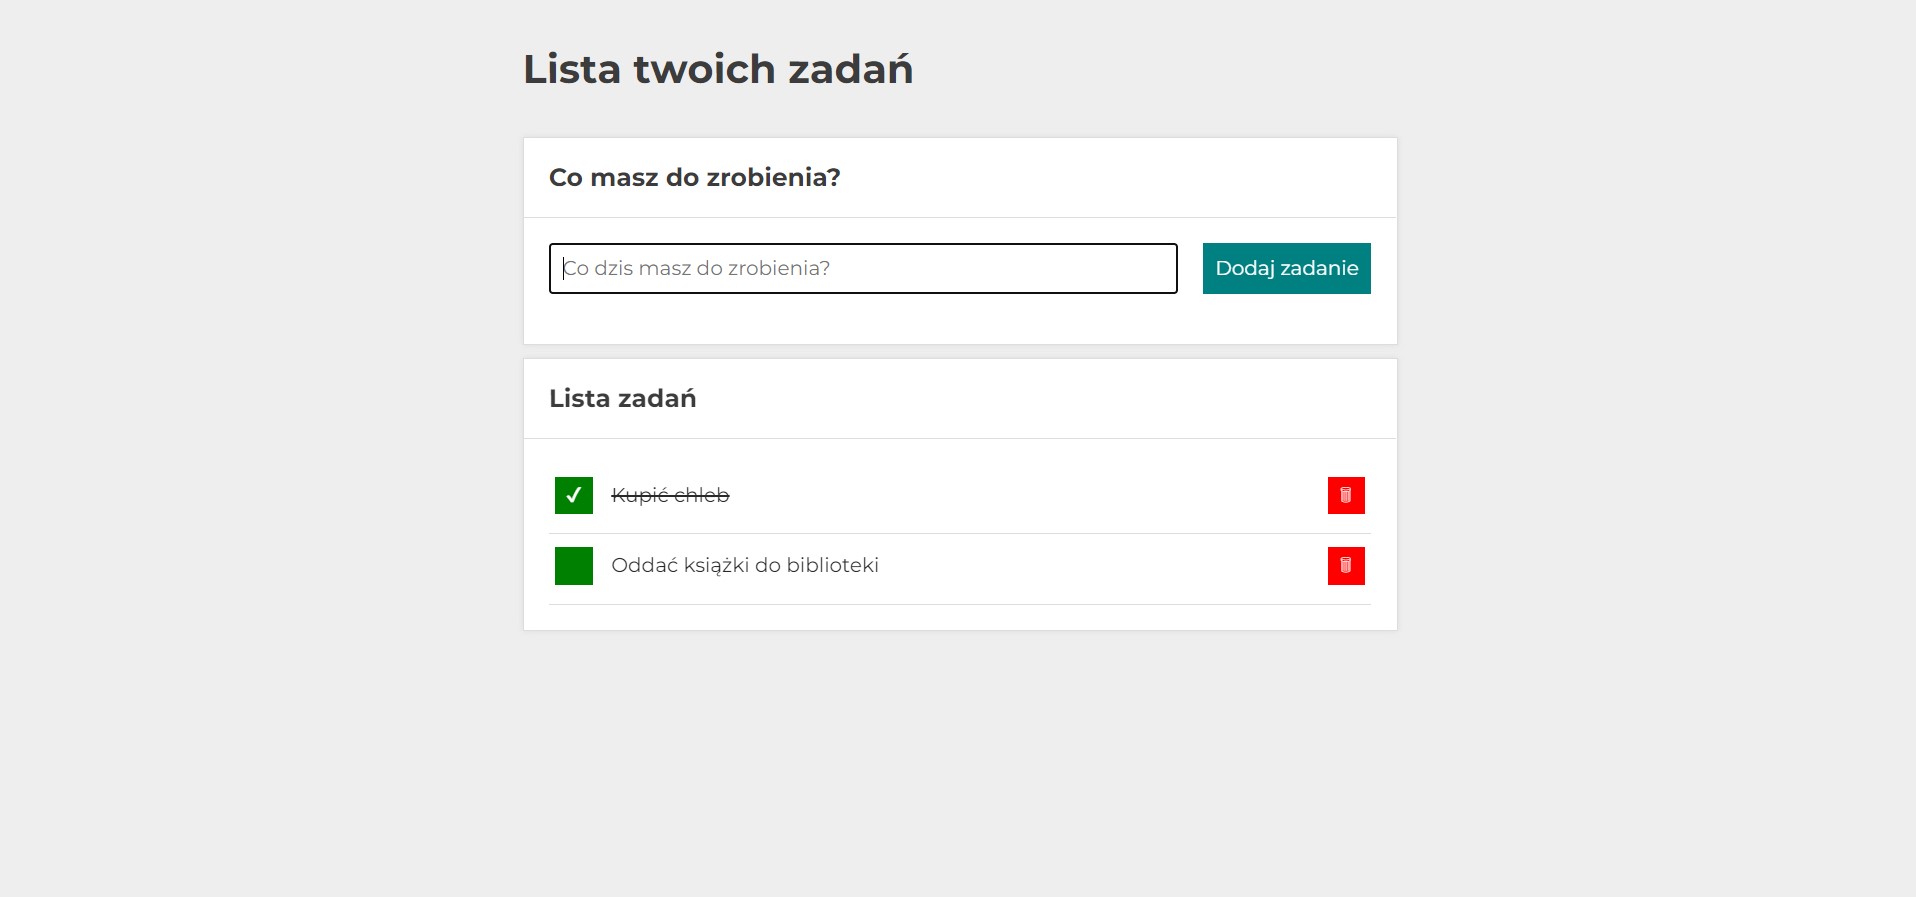 Lista twoich zadań
Co masz do zrobienia?
Co dzis masz do zrobienia?
Dodaj zadanie
Lista zadań
Kupić chleb
Oddać książki do biblioteki